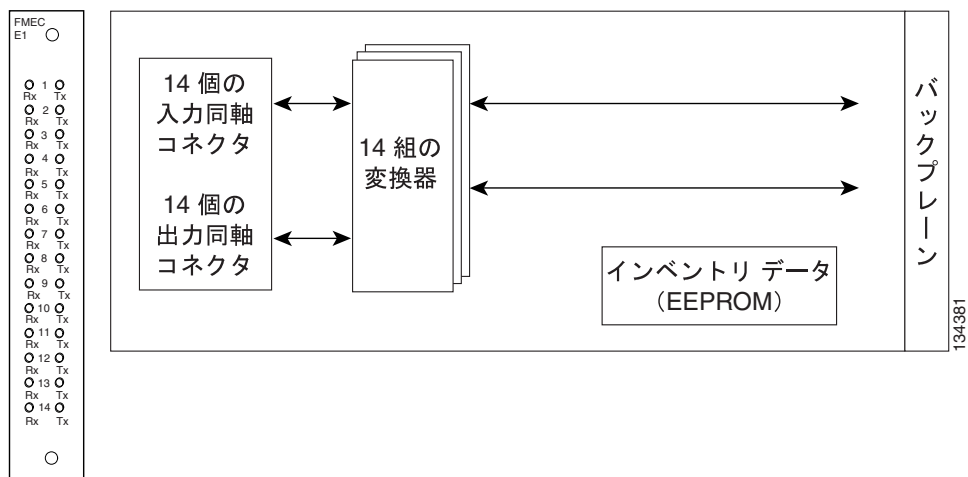 FMEC
E1
1
Rx Tx
2
Rx Tx
3
Rx Tx
4
Rx Tx
5
Rx Tx
6
Rx Tx
7
Rx Tx
8
Rx Tx
9
Rx Tx
10
Rx Tx
11
Rx Tx
12
Rx Tx
13
Rx Tx
14
Rx Tx
14 個の
入力同軸
コネクタ
14 個の
出力同軸
コネクタ
14 組の
変換器
インベントリ データ
（EEPROM）
バックプレーン
134381